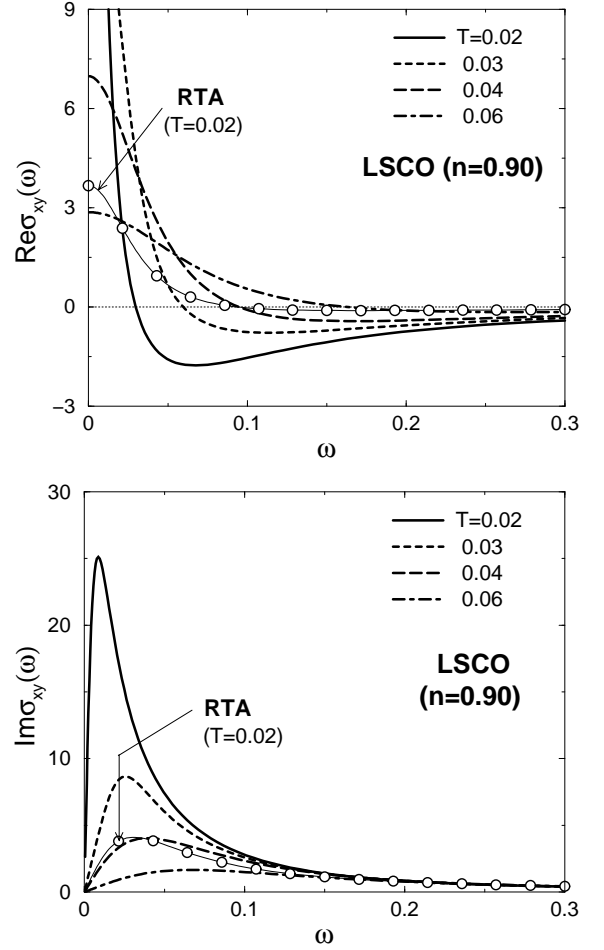 9
6
3
0
−3
Reσxy(ω)
T=0.02
0.03
0.04
0.06
RTA
(T=0.02)
LSCO (n=0.90)
0
0.1
0.2
0.3
ω
30
20
10
0
Imσxy(ω)
T=0.02
0.03
0.04
0.06
LSCO
(n=0.90)
RTA
(T=0.02)
0
0.1
0.2
0.3
ω